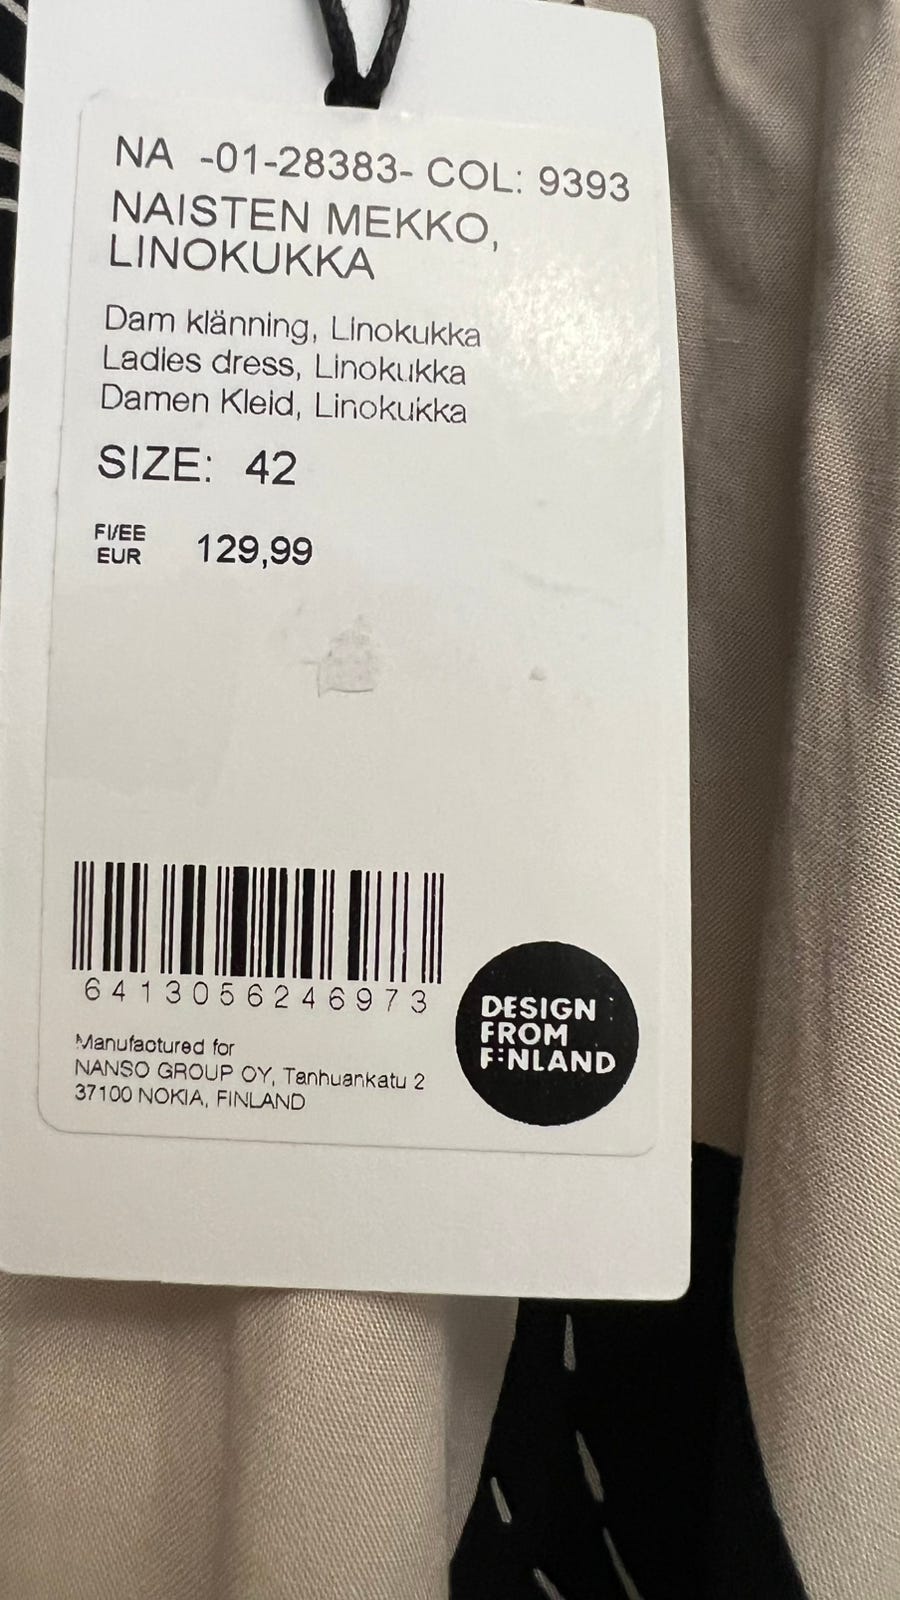 NA -01-28383- COL: 9393
NAISTEN MEKKO,
LINOKUKKA
Dam klänning, Linokukka
Ladies dress, Linokukka
Damen Kleid, Linokukka
SIZE: 42
FI/EE
EUR 129,99
6413056246973
Manufactured for
NANSO GROUP OY, Tanhuankatu 2
37100 NOKIA, FINLAND
DESIGN
FROM
FINLAND